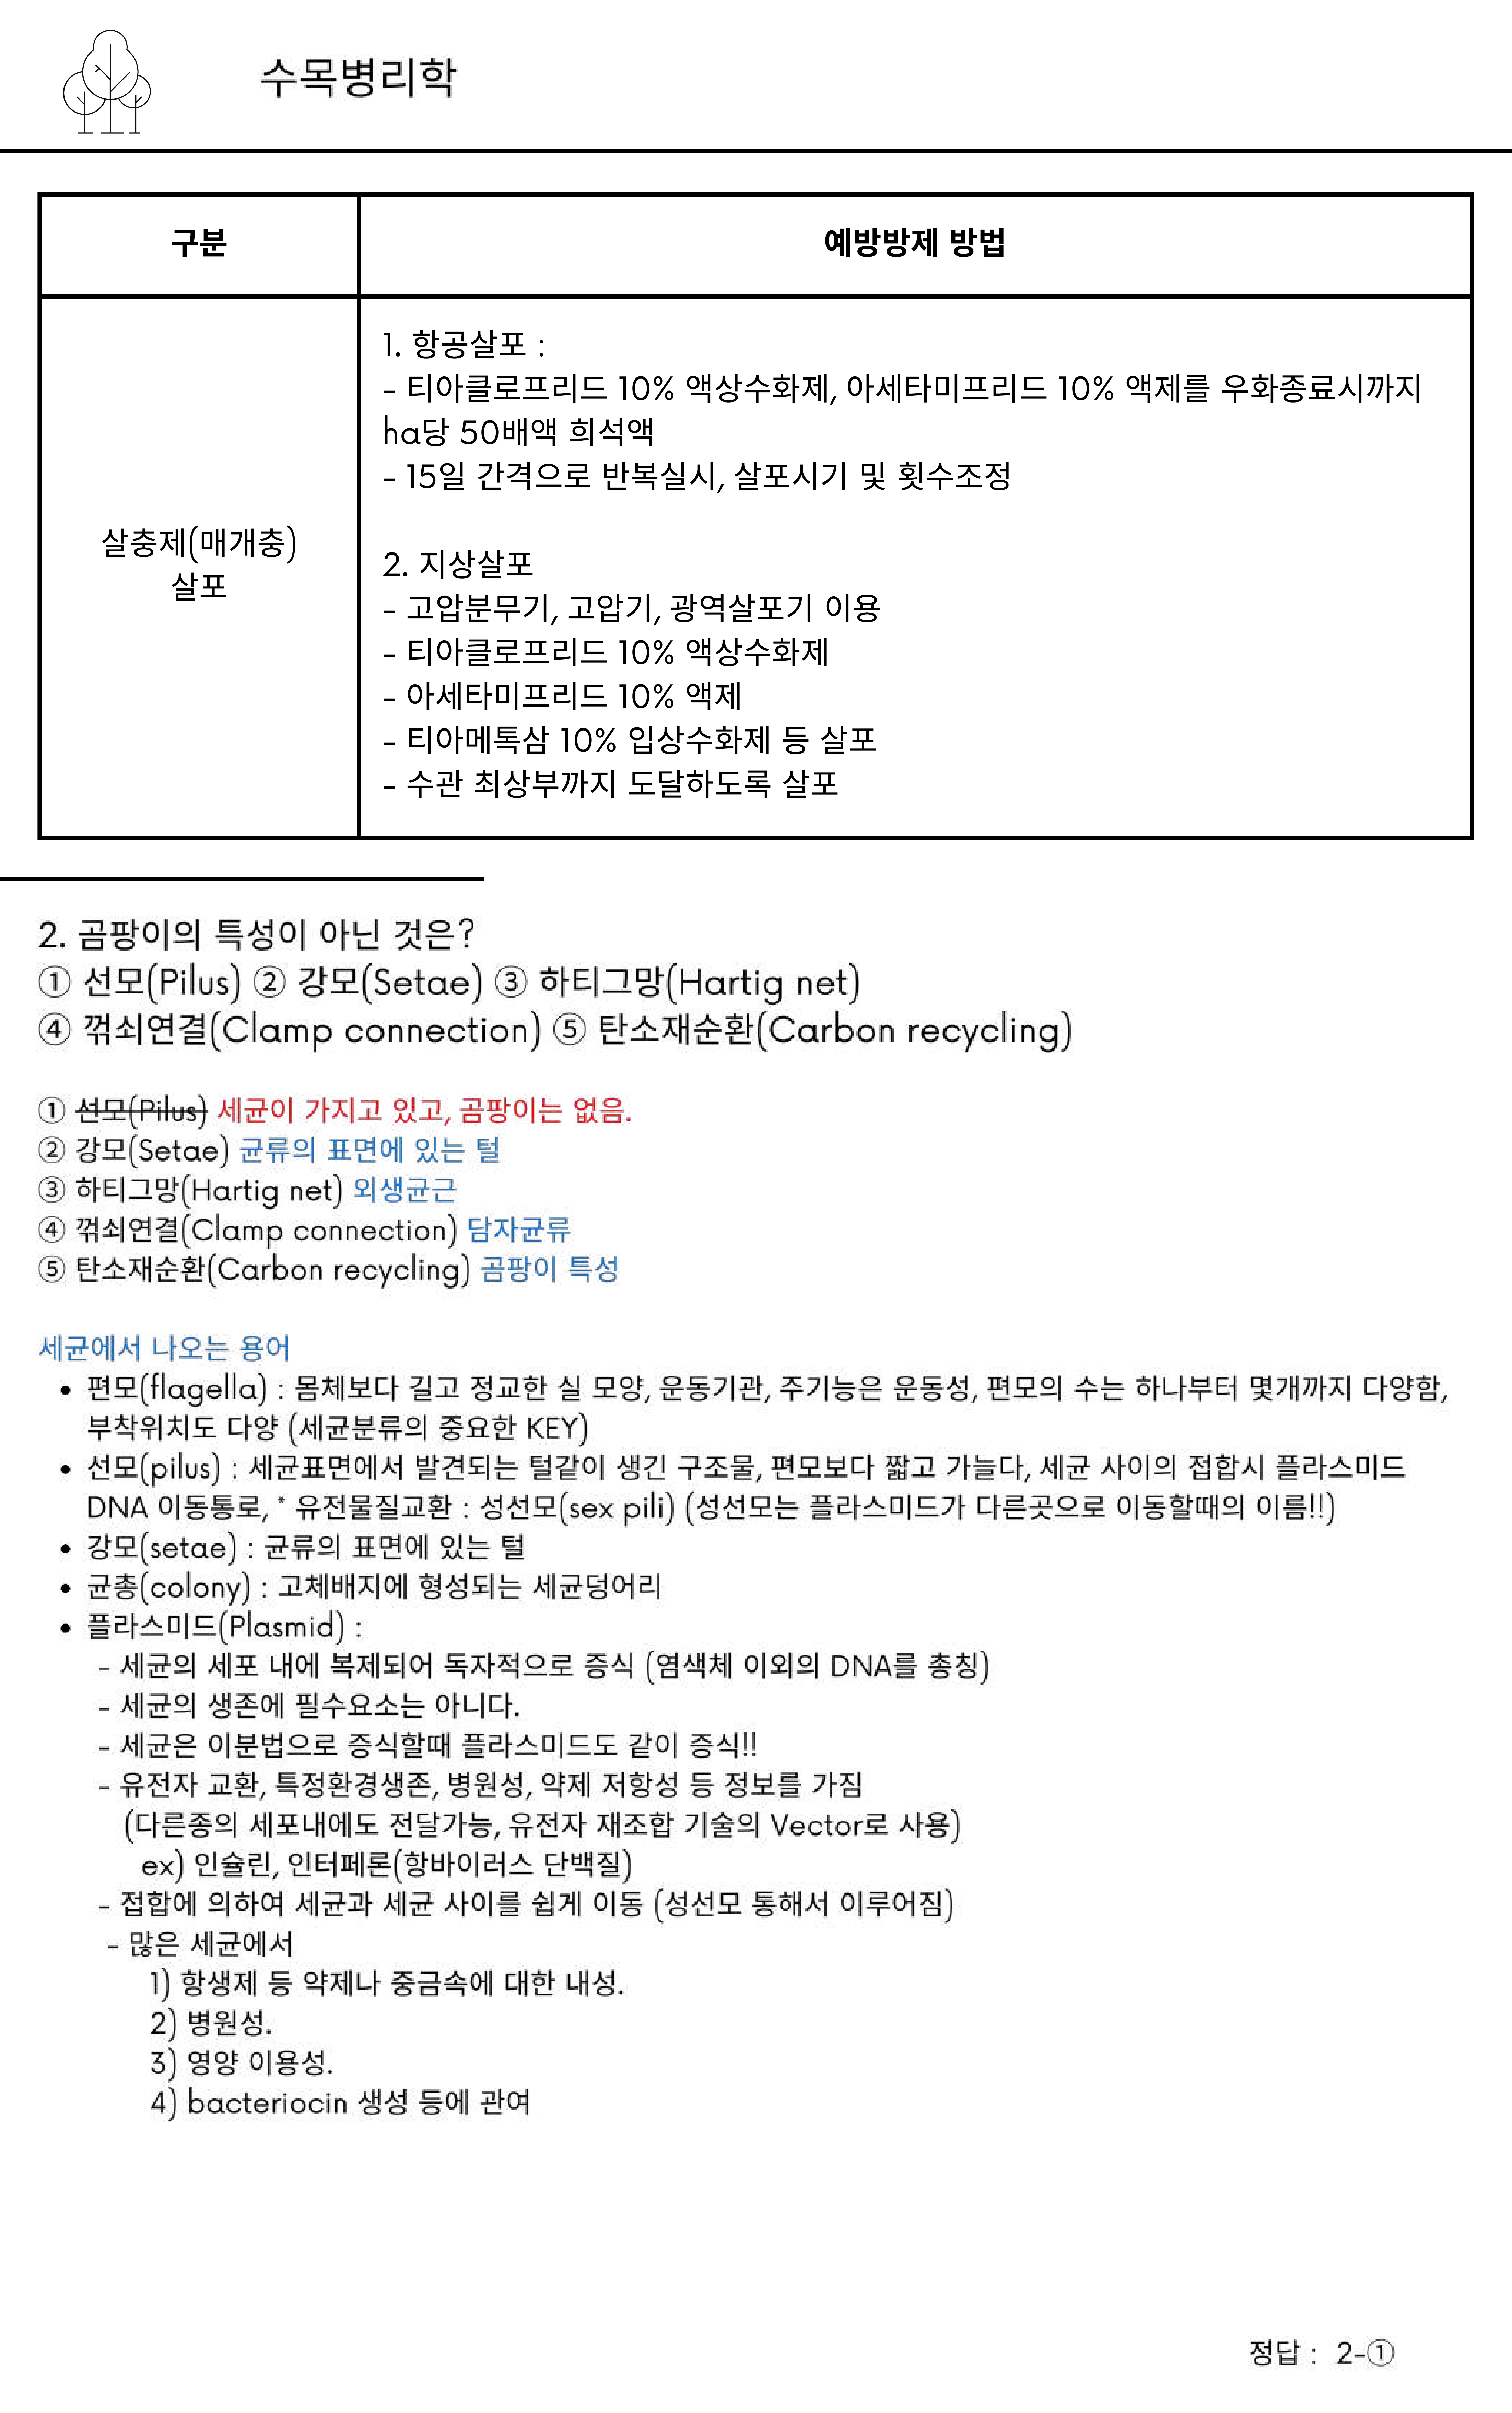 수목병리학
구분
예방방제 방법
살충제(매개충)
살포
1. 항공살포 :
- 티아클로프리드 10% 액상수화제, 아세타미프리드 10% 액제를 우화종료시까지
ha당 50배액 희석액
- 15일 간격으로 반복실시, 살포시기 및 횟수조정
2. 지상살포
- 고압분무기, 고압기, 광역살포기 이용
- 티아클로프리드 10% 액상수화제
- 아세타미프리드 10% 액제
- 티아메톡삼 10% 입상수화제 등 살포
- 수관 최상부까지 도달하도록 살포
2. 곰팡이의 특성이 아닌 것은?
① 선모(Pilus) ② 강모(Setae) ③ 하티그망(Hartig net)
④ 꺾쇠연결(Clamp connection) ⑤ 탄소재순환(Carbon recycling)
① 선모(Pilus) 세균이 가지고 있고, 곰팡이는 없음.
② 강모(Setae) 균류의 표면에 있는 털
③ 하티그망(Hartig net) 외생균근
④ 꺾쇠연결(Clamp connection) 담자균류
⑤ 탄소재순환(Carbon recycling) 곰팡이 특성
세균에서 나오는 용어
• 편모(flagella) : 몸체보다 길고 정교한 실 모양, 운동기관, 주기능은 운동성, 편모의 수는 하나부터 몇개까지 다양함,
부착위치도 다양 (세균분류의 중요한 KEY)
• 선모(pilus) : 세균표면에서 발견되는 털같이 생긴 구조물, 편모보다 짧고 가늘다, 세균 사이의 접합시 플라스미드
DNA 이동통로, * 유전물질교환 : 성선모(sex pili) (성선모는 플라스미드가 다른곳으로 이동할때의 이름!!)
• 강모(setae) : 균류의 표면에 있는 털
• 균총(colony) : 고체배지에 형성되는 세균덩어리
• 플라스미드(Plasmid) :
- 세균의 세포 내에 복제되어 독자적으로 증식 (염색체 이외의 DNA를 총칭)
- 세균의 생존에 필수요소는 아니다.
- 세균은 이분법으로 증식할때 플라스미드도 같이 증식!!
- 유전자 교환, 특정환경생존, 병원성, 약제 저항성 등 정보를 가짐
(다른종의 세포내에도 전달가능, 유전자 재조합 기술의 Vector로 사용)
ex) 인슐린, 인터페론(항바이러스 단백질)
- 접합에 의하여 세균과 세균 사이를 쉽게 이동 (성선모 통해서 이루어짐)
- 많은 세균에서
1) 항생제 등 약제나 중금속에 대한 내성.
2) 병원성.
3) 영양 이용성.
4) bacteriocin 생성 등에 관여
정답 : 2-①